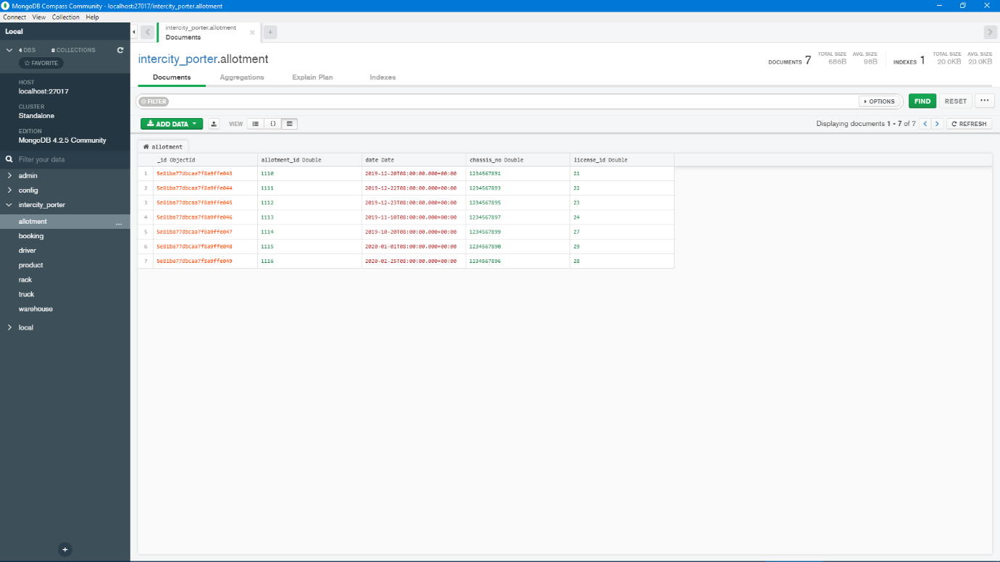 MongoDB Compass Community - localhost:27017/intercity_porter.allotment
Connect View Collection Help
Local
4 DBS 8 COLLECTIONS
FAVORITE
HOST
localhost:27017
CLUSTER
Standalone
EDITION
MongoDB 4.2.5 Community
Filter your data
admin
config
intercity_porter
allotment ...
booking
driver
product
rack
truck
warehouse
local
intercity_porter.allotment
Documents
intercity_porter.allotment
DOCUMENTS 7 TOTAL SIZE 686B AVG. SIZE 98B INDEXES 1 TOTAL SIZE 20.0KB AVG. SIZE 20.0KB
Documents Aggregations Explain Plan Indexes
FILTER OPTIONS FIND RESET ...
ADD DATA VIEW {} Displaying documents 1 - 7 of 7 < > REFRESH
allotment
_id ObjectId allotment_id Double date Date chassis_no Double license_id Double
1 5e81ba77dbcaa7f8a9ffe043 1110 2019-12-20T08:00:00.000+00:00 1234567891 21
2 5e81ba77dbcaa7f8a9ffe044 1111 2019-12-22T08:00:00.000+00:00 1234567893 22
3 5e81ba77dbcaa7f8a9ffe045 1112 2019-12-23T08:00:00.000+00:00 1234567895 23
4 5e81ba77dbcaa7f8a9ffe046 1113 2019-11-10T08:00:00.000+00:00 1234567897 24
5 5e81ba77dbcaa7f8a9ffe047 1114 2019-10-20T08:00:00.000+00:00 1234567899 27
6 5e81ba77dbcaa7f8a9ffe048 1115 2020-01-01T08:00:00.000+00:00 1234567890 29
7 5e81ba77dbcaa7f8a9ffe049 1116 2020-02-25T08:00:00.000+00:00 1234567896 28